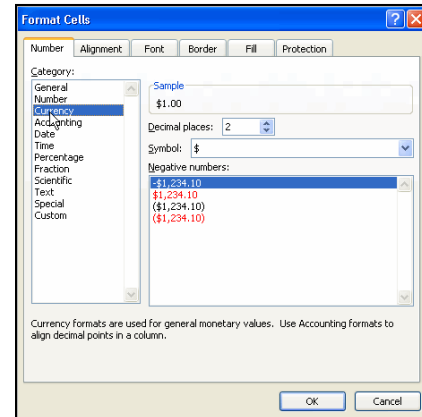 Format Cells
Number Alignment Font Border Fill Protection
Category:
General
Number
Currency
Accounting
Date
Time
Percentage
Fraction
Scientific
Text
Special
Custom
Sample
$1.00
Decimal places: 2
Symbol: $
Negative numbers:
-$1,234.10
$1,234.10
($1,234.10)
($1,234.10)
Currency formats are used for general monetary values. Use Accounting formats to
align decimal points in a column.
OK Cancel